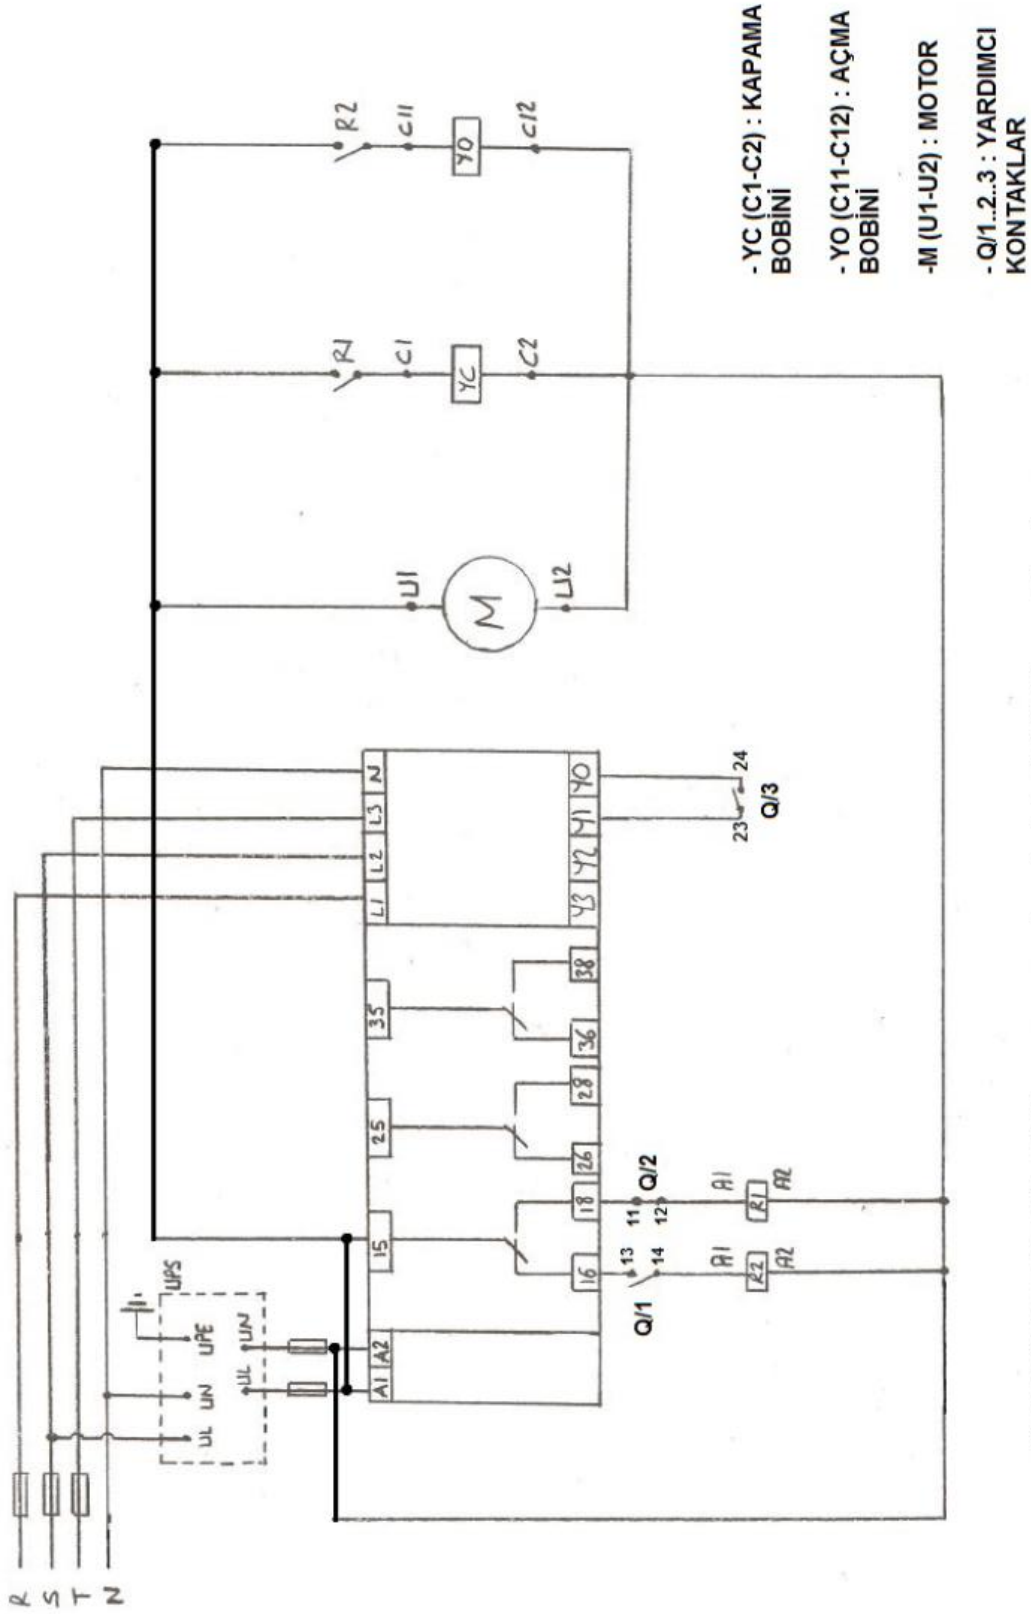 R
S
T
N
UPS
UL
UN
UPE
UL
UN
A1
A2
15
25
35
L1
L2
L3
N
16
18
26
28
36
38
Y3
Y2
Y1
Y0
Q/1
13
14
11
12
Q/2
A1
R2
A2
A1
R1
A2
23
24
Q/3
U1
M
U2
R1
C1
YC
C2
R2
C11
YO
C12
- YC (C1-C2) : KAPAMA
BOBİNİ
- YO (C11-C12) : AÇMA
BOBİNİ
-M (U1-U2) : MOTOR
- Q/1..2..3 : YARDIMCI
KONTAKLAR